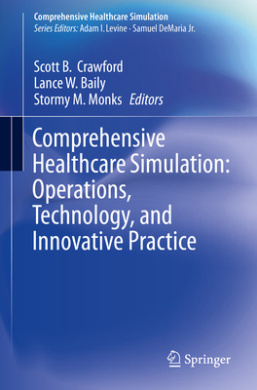 Comprehensive Healthcare Simulation
Series Editors: Adam I. Levine · Samuel DeMaria Jr.
Scott B. Crawford
Lance W. Baily
Stormy M. Monks Editors
Comprehensive
Healthcare Simulation:
Operations,
Technology, and
Innovative Practice
Springer